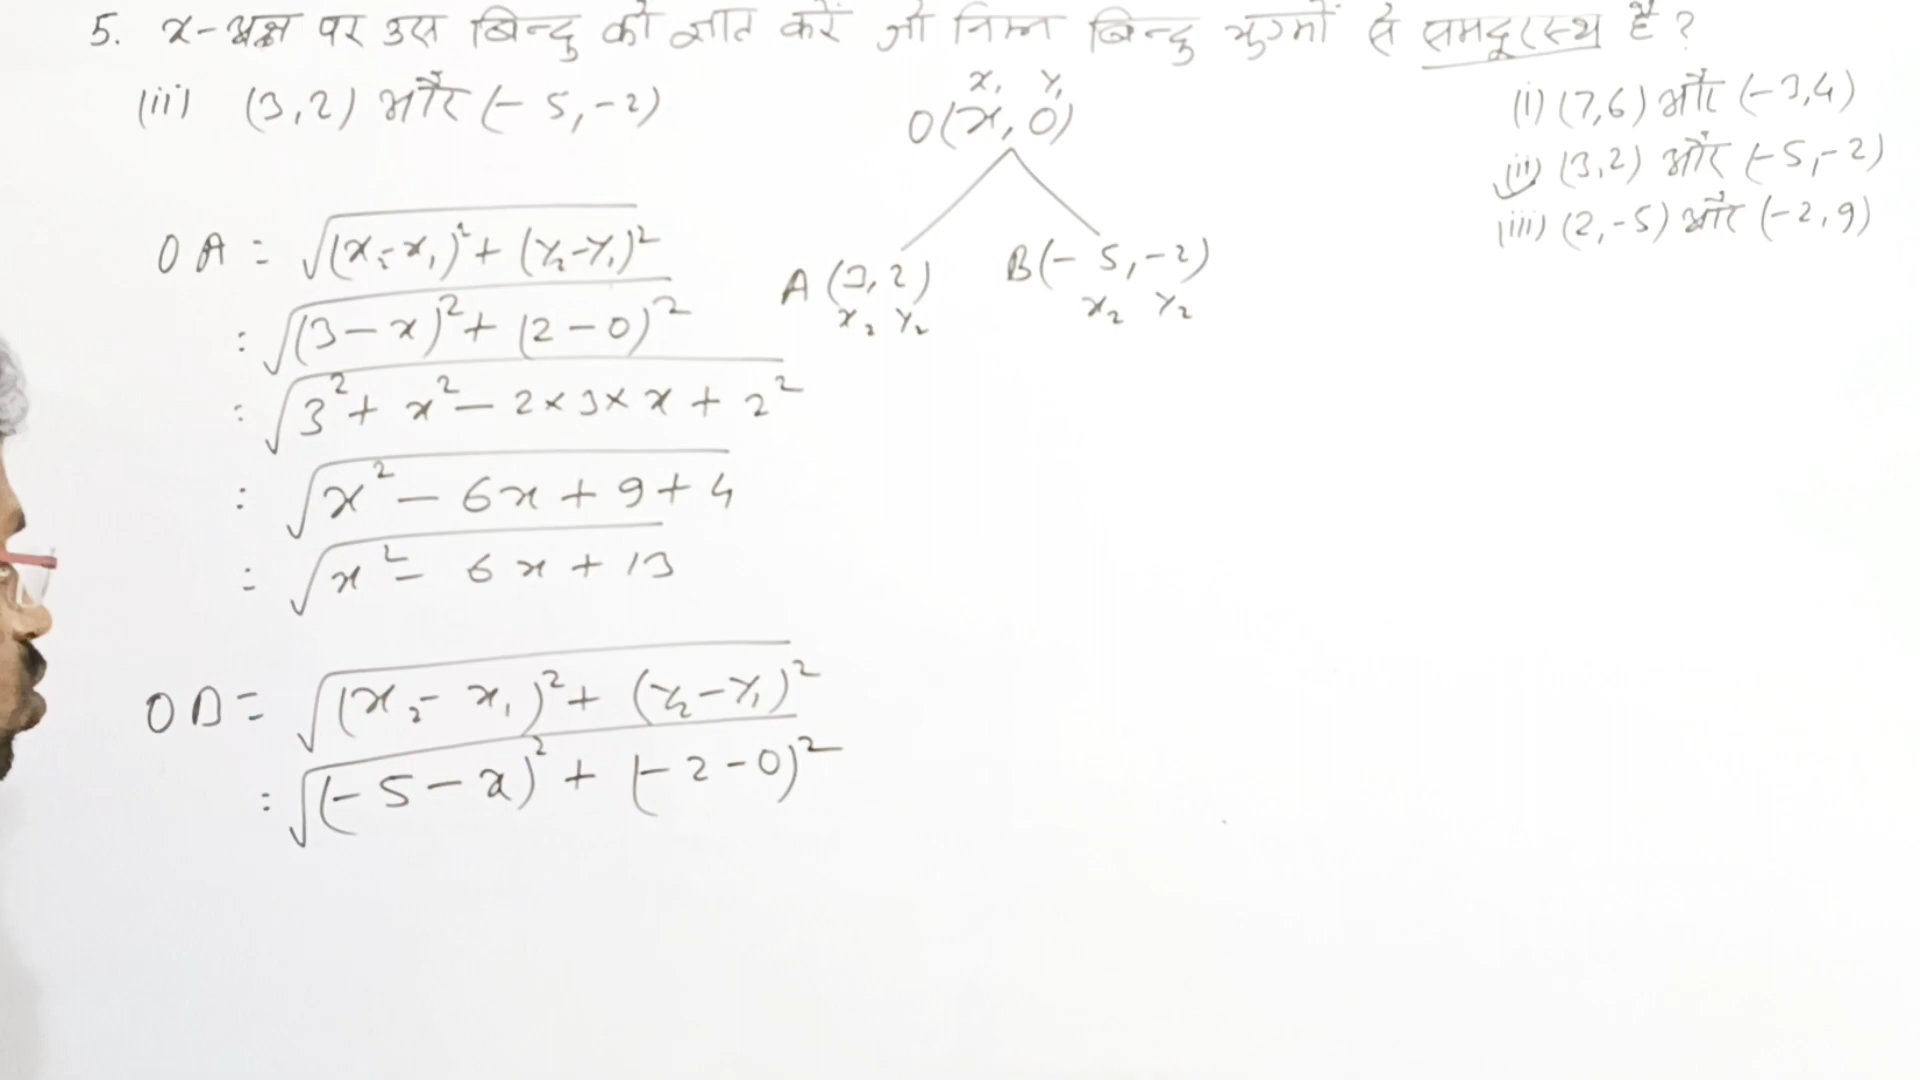 5. x-अक्ष पर उस बिन्दु को ज्ञात करें जो निम्न बिन्दु युग्मों से समदूरस्थ है ?
(ii) (3,2) और (-5,-2)
x₁ y₁
O(x, 0)
A (3,2)
x₂ y₂
B(-5,-2)
x₂ y₂
(i) (7,6) और (-3,4)
(ii) (3,2) और (-5,-2)
(iii) (2,-5) और (-2,9)
OA = √(x₂-x₁)²+(y₂-y₁)²
= √(3-x)²+(2-0)²
= √3²+x²-2×3×x+2²
= √x²-6x+9+4
= √x²-6x+13
OB = √(x₂-x₁)²+(y₂-y₁)²
= √(-5-x)²+(-2-0)²